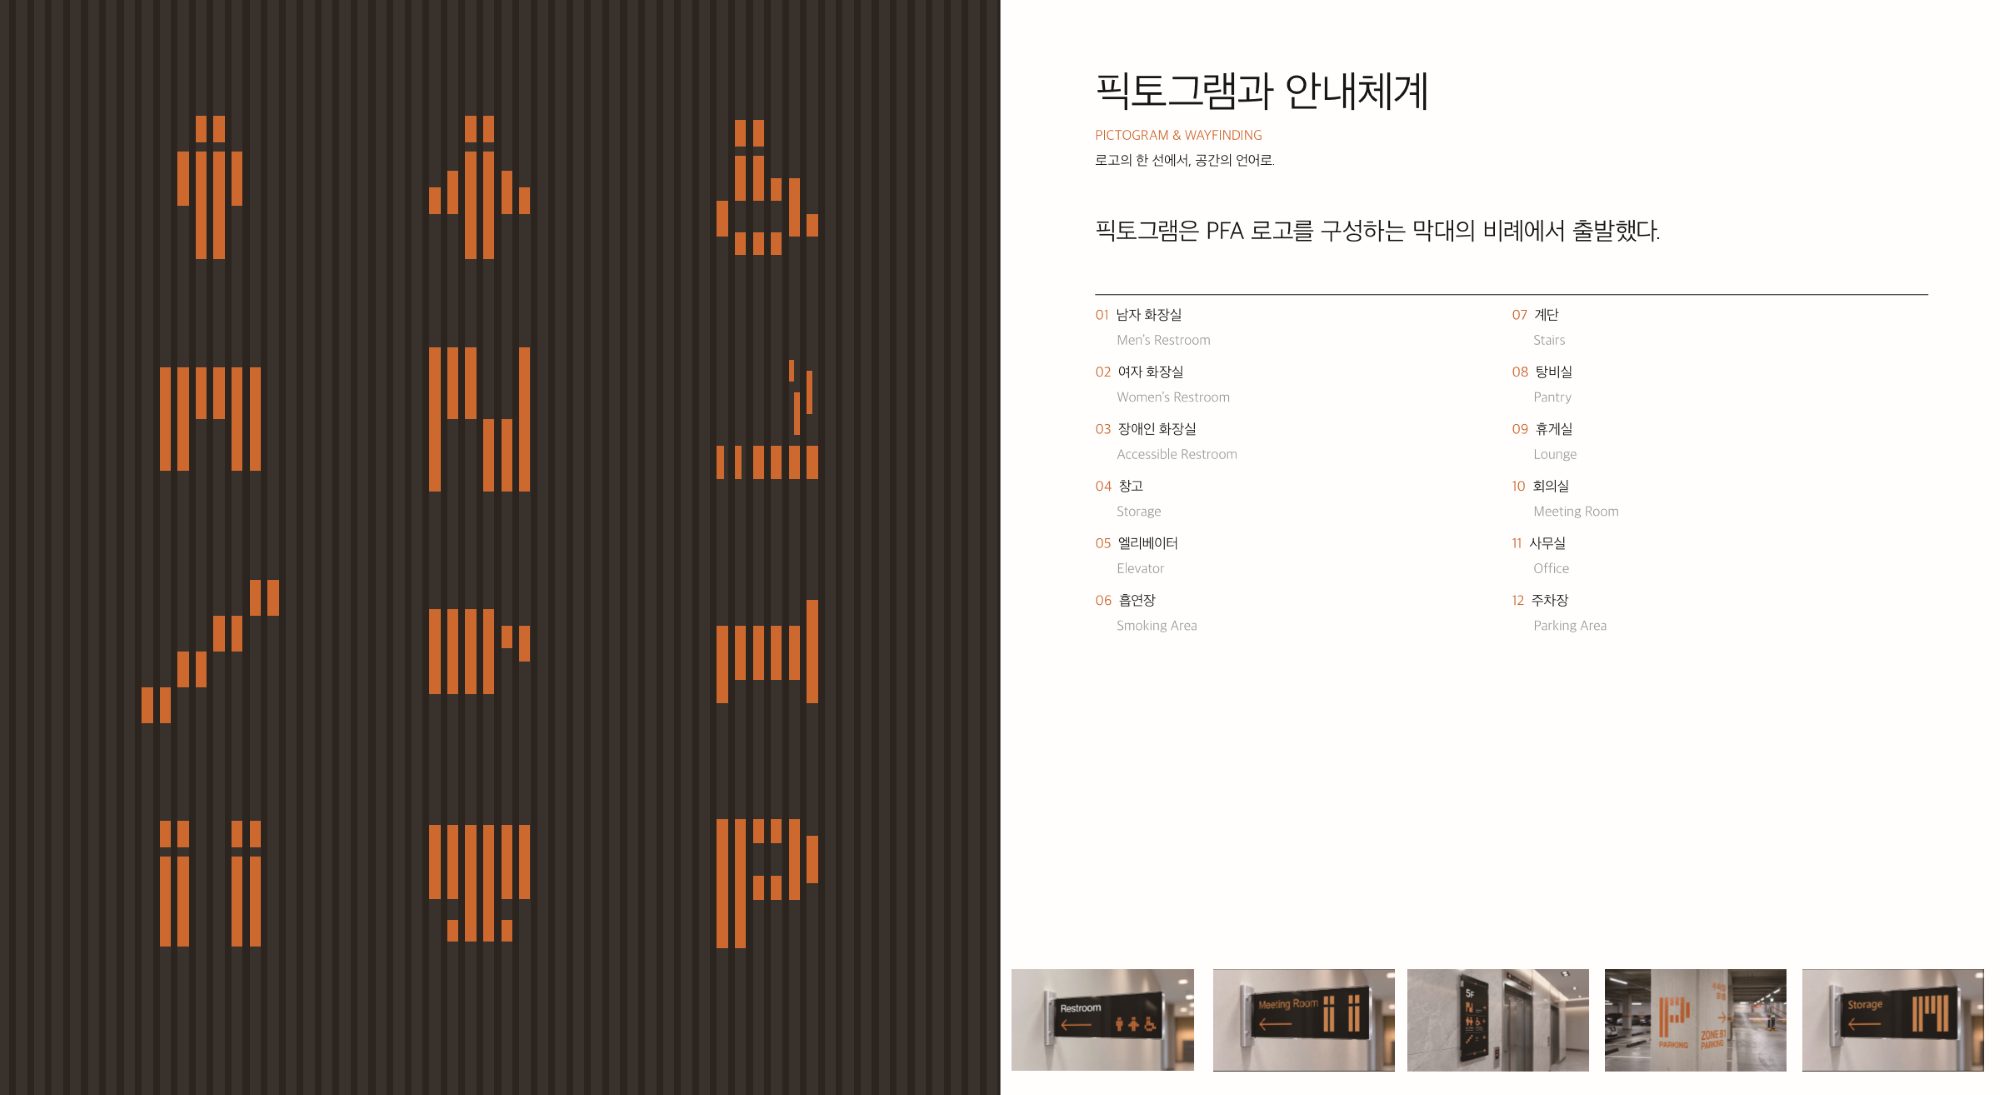 픽토그램과 안내체계
PICTOGRAM & WAYFINDING
로고의 한 선에서, 공간의 언어로.
픽토그램은 PFA 로고를 구성하는 막대의 비례에서 출발했다.
01 남자 화장실
Men's Restroom
02 여자 화장실
Women's Restroom
03 장애인 화장실
Accessible Restroom
04 창고
Storage
05 엘리베이터
Elevator
06 흡연장
Smoking Area
07 계단
Stairs
08 탕비실
Pantry
09 휴게실
Lounge
10 회의실
Meeting Room
11 사무실
Office
12 주차장
Parking Area
Restroom
Meeting Room
5F
P
PARKING
ZONE B1
PARKING
Storage